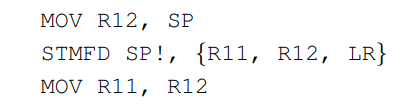 MOV R12, SP
STMFD SP!, {R11, R12, LR}
MOV R11, R12